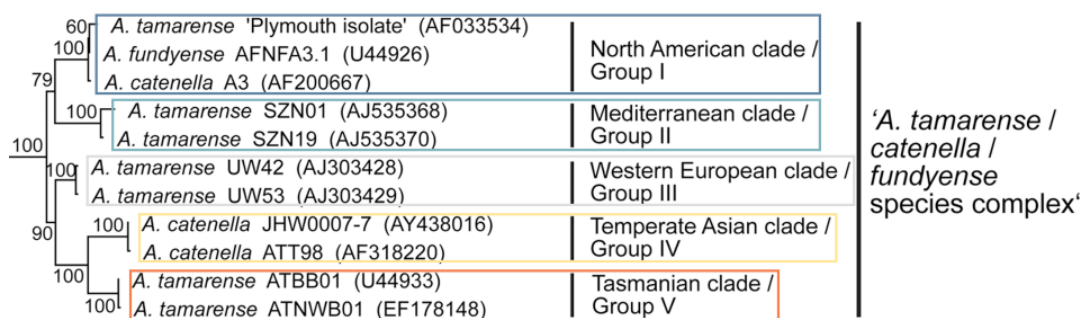 60
A. tamarense 'Plymouth isolate' (AF033534)
100
A. fundyense AFNFA3.1 (U44926)
A. catenella A3 (AF200667)
North American clade /
Group I
79
100
A. tamarense SZN01 (AJ535368)
A. tamarense SZN19 (AJ535370)
Mediterranean clade /
Group II
100
100
A. tamarense UW42 (AJ303428)
A. tamarense UW53 (AJ303429)
Western European clade /
Group III
90
100
A. catenella JHW0007-7 (AY438016)
A. catenella ATT98 (AF318220)
Temperate Asian clade /
Group IV
100
100
A. tamarense ATBB01 (U44933)
A. tamarense ATNWB01 (EF178148)
Tasmanian clade /
Group V
‘A. tamarense /
catenella /
fundyense
species complex‘